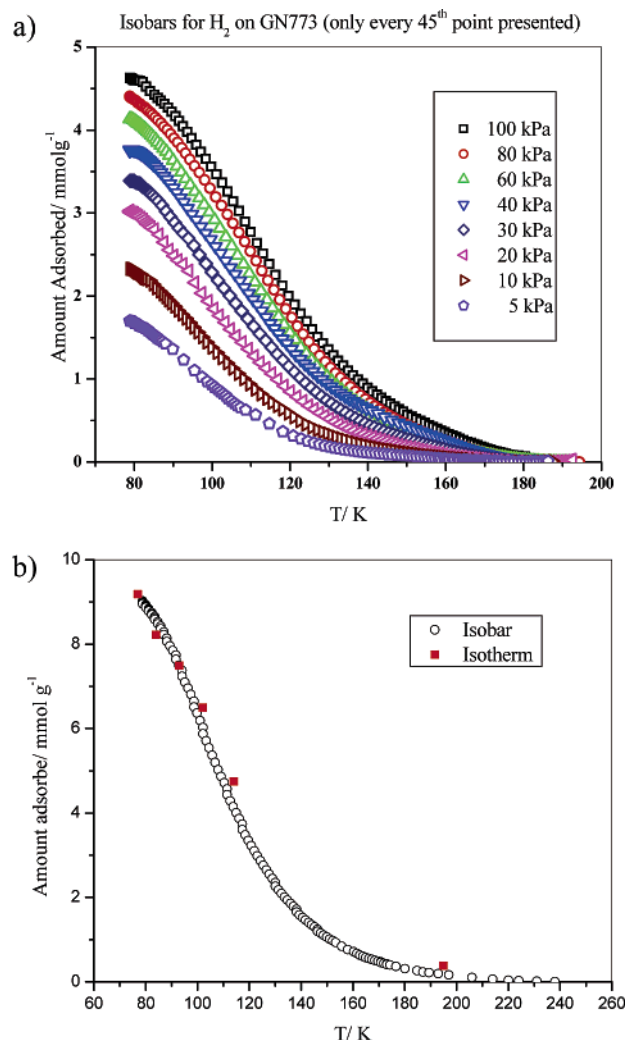 a)
Isobars for H2 on GN773 (only every 45th point presented)
5
4
3
2
1
0
Amount Adsorbed/ mmolg-1
100 kPa
80 kPa
60 kPa
40 kPa
30 kPa
20 kPa
10 kPa
5 kPa
80 100 120 140 160 180 200
T/ K
b)
10
8
6
4
2
0
Amount adsorbe/ mmol g-1
Isobar
Isotherm
60 80 100 120 140 160 180 200 220 240 260
T/ K